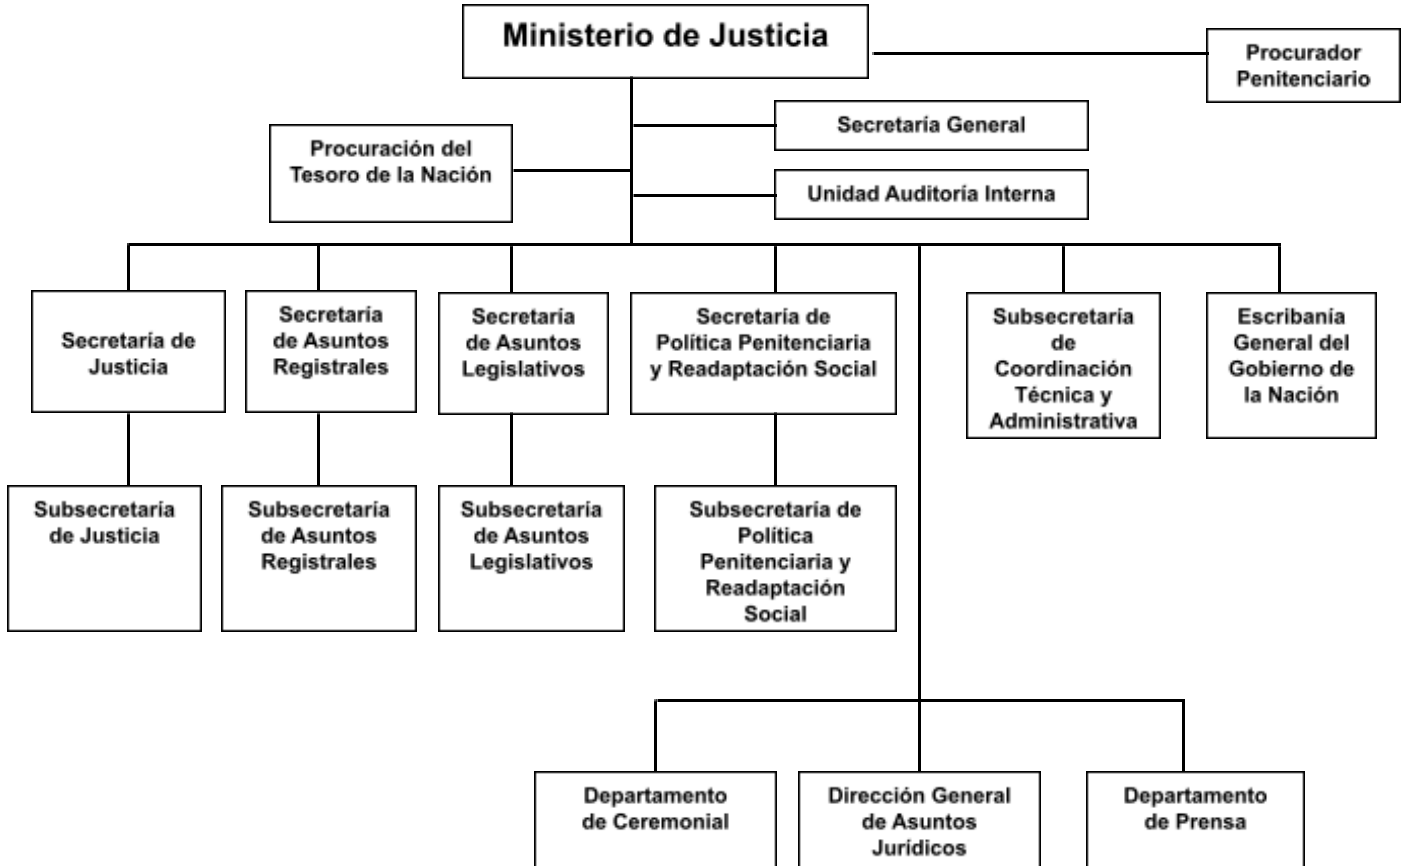 Ministerio de Justicia
Procurador
Penitenciario
Secretaría General
Procuración del
Tesoro de la Nación
Unidad Auditoría Interna
Secretaría de
Justicia
Secretaría
de Asuntos
Registrales
Secretaría
de Asuntos
Legislativos
Secretaría de
Política Penitenciaria
y Readaptación Social
Subsecretaría
de
Coordinación
Técnica y
Administrativa
Escribanía
General del
Gobierno de
la Nación
Subsecretaría
de Justicia
Subsecretaría
de Asuntos
Registrales
Subsecretaría
de Asuntos
Legislativos
Subsecretaría de
Política
Penitenciaria y
Readaptación
Social
Departamento
de Ceremonial
Dirección General
de Asuntos
Jurídicos
Departamento
de Prensa